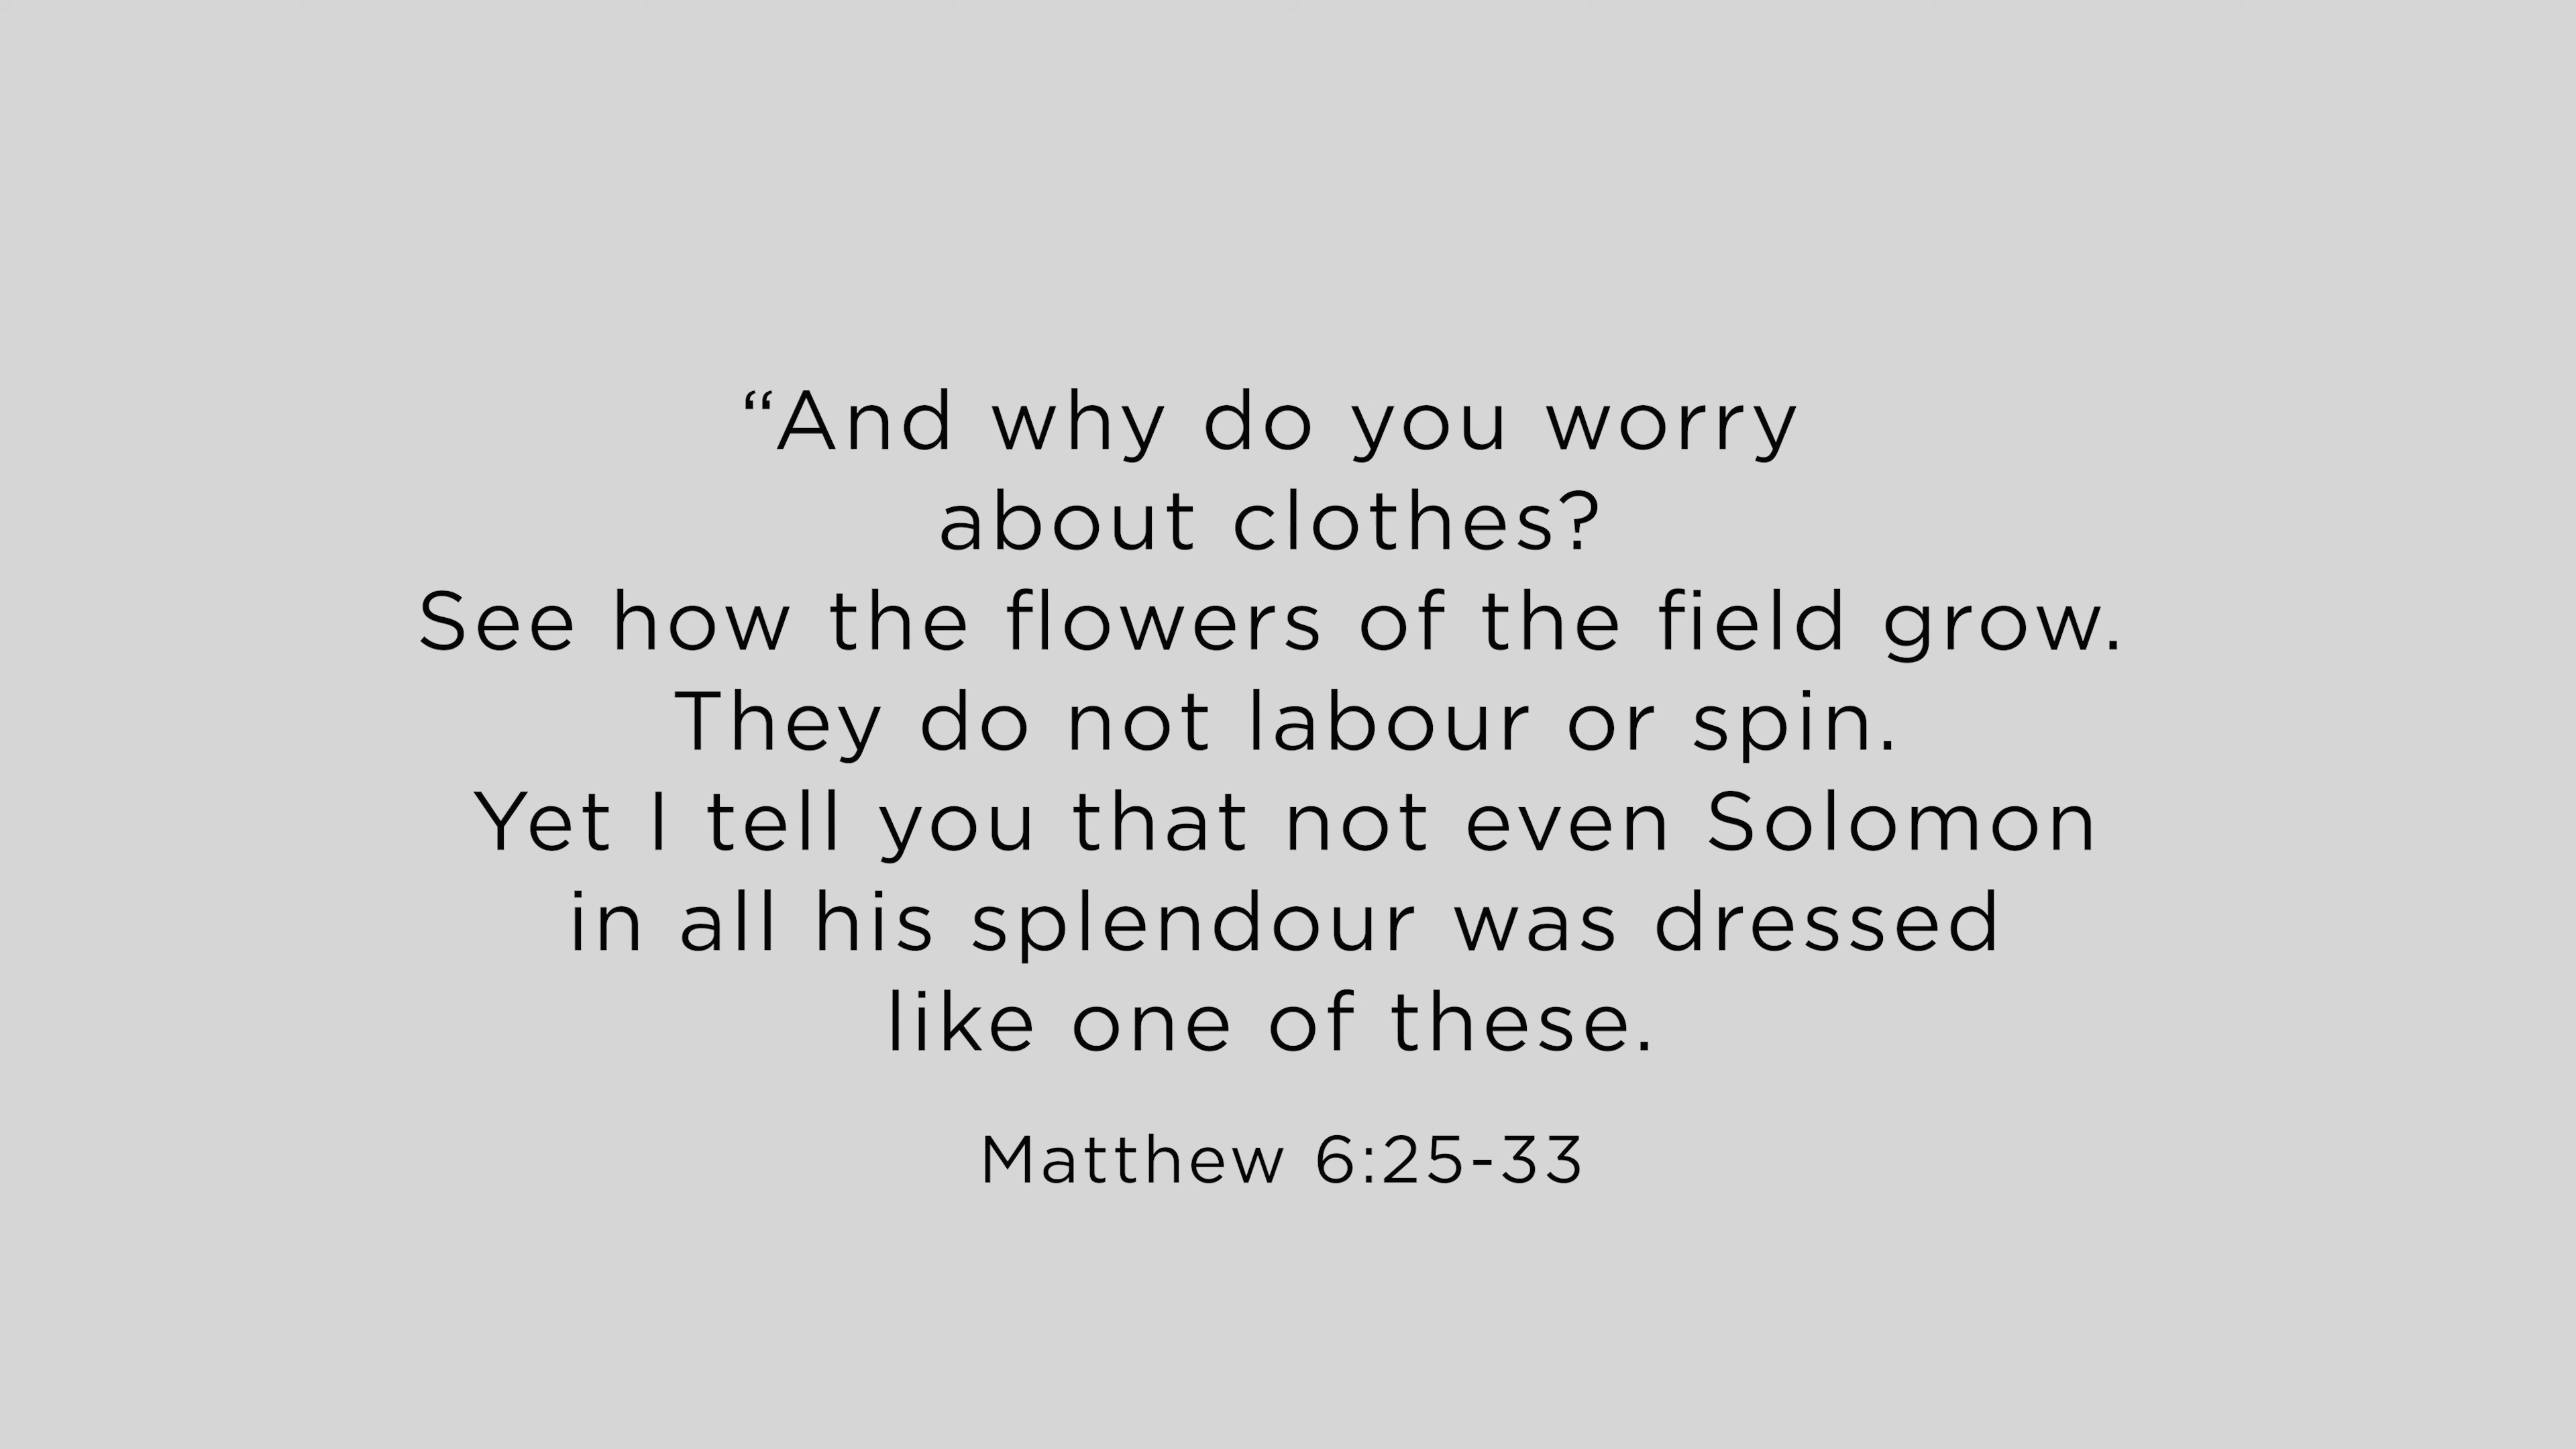 “And why do you worry
about clothes?
See how the flowers of the field grow.
They do not labour or spin.
Yet I tell you that not even Solomon
in all his splendour was dressed
like one of these.
Matthew 6:25-33